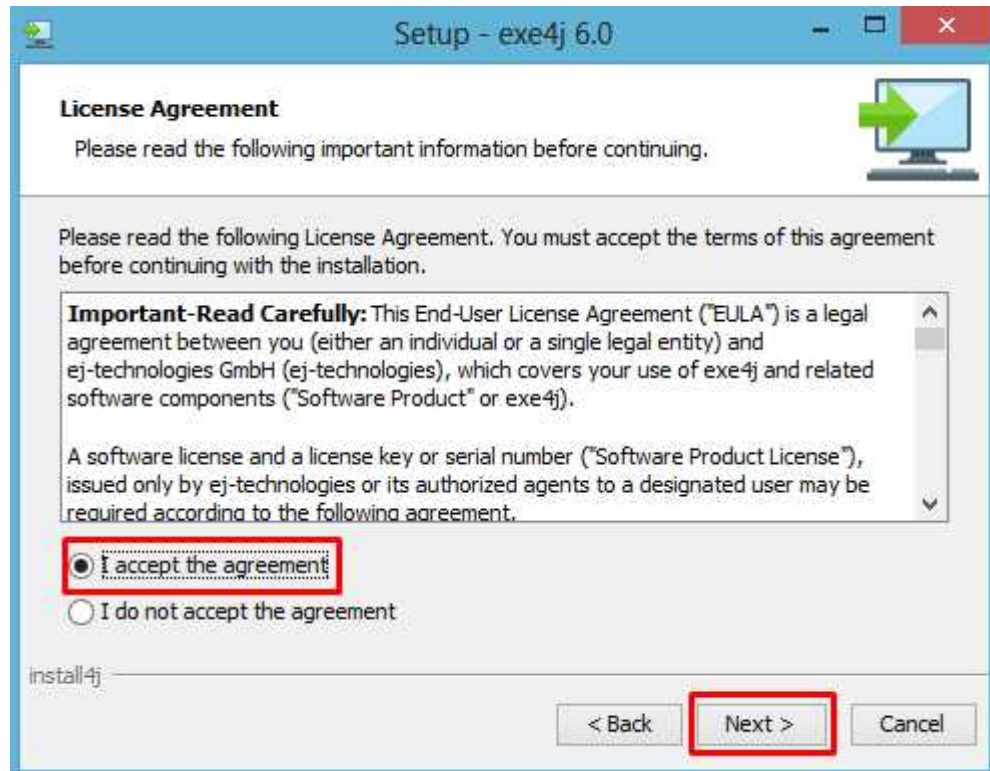 Setup - exe4j 6.0
License Agreement
Please read the following important information before continuing.
Please read the following License Agreement. You must accept the terms of this agreement
before continuing with the installation.
Important-Read Carefully: This End-User License Agreement ("EULA") is a legal
agreement between you (either an individual or a single legal entity) and
ej-technologies GmbH (ej-technologies), which covers your use of exe4j and related
software components ("Software Product" or exe4j).
A software license and a license key or serial number ("Software Product License"),
issued only by ej-technologies or its authorized agents to a designated user may be
required according to the following agreement.
I accept the agreement
I do not accept the agreement
install4j
< Back Next > Cancel